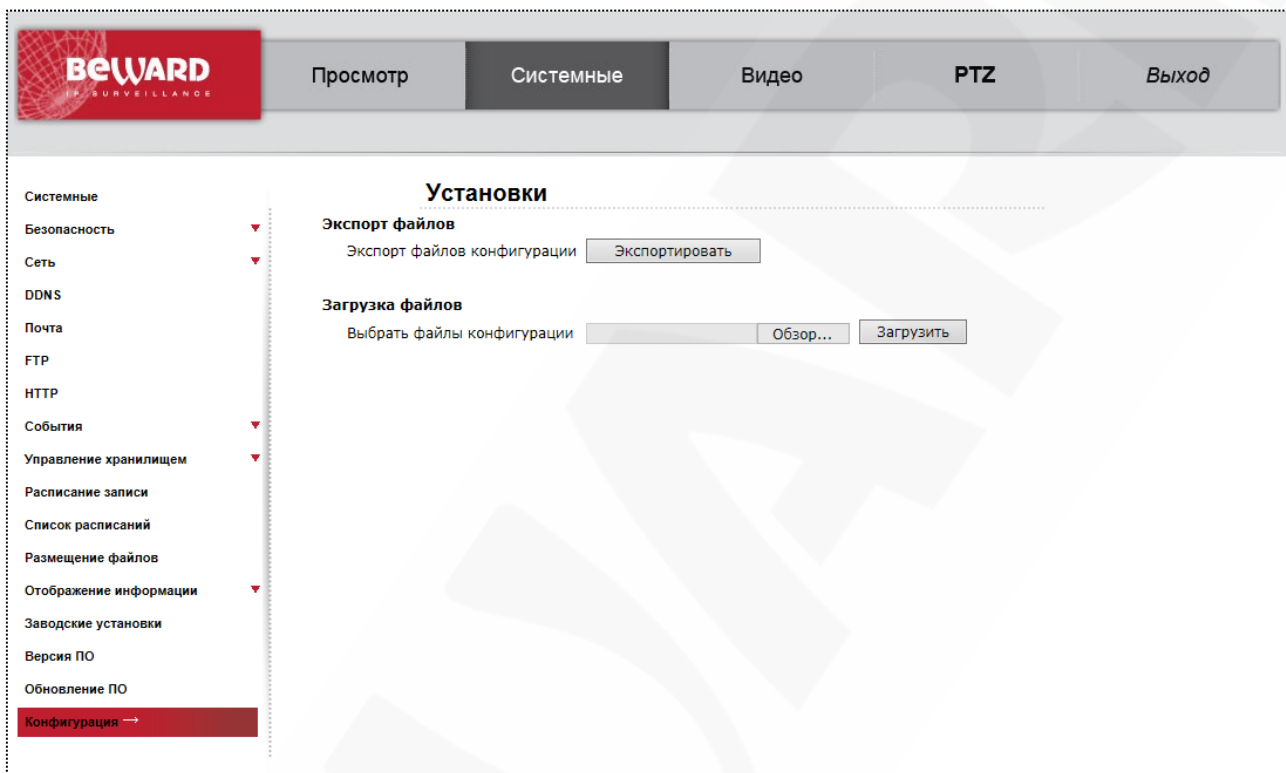 BEWARD
IP SURVEILLANCE
Просмотр
Системные
Видео
PTZ
Выход
Системные
Безопасность
Сеть
DDNS
Почта
FTP
HTTP
События
Управление хранилищем
Расписание записи
Список расписаний
Размещение файлов
Отображение информации
Заводские установки
Версия ПО
Обновление ПО
Конфигурация →
Установки
Экспорт файлов
Экспорт файлов конфигурации Экспортировать
Загрузка файлов
Выбрать файлы конфигурации Обзор... Загрузить